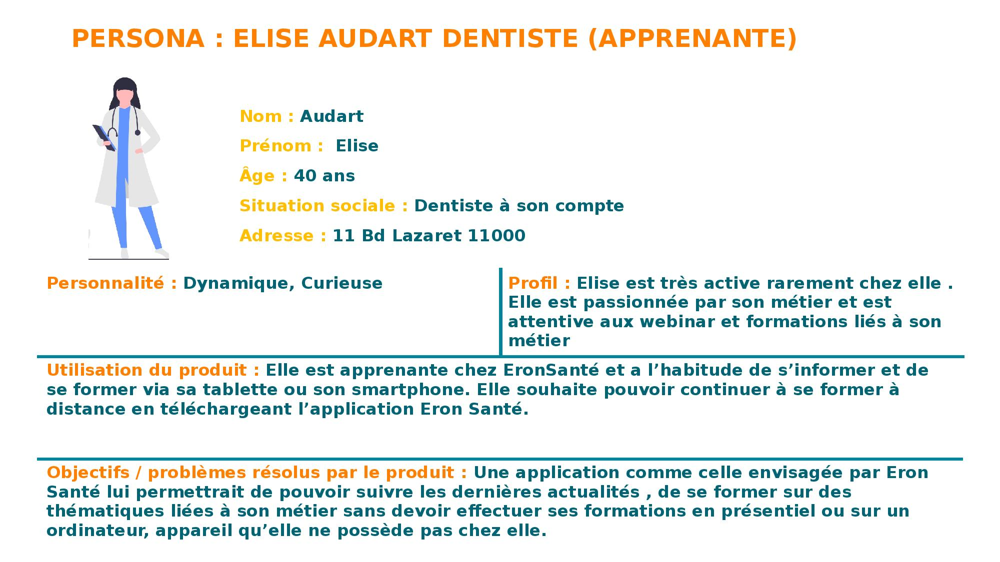 PERSONA : ELISE AUDART DENTISTE (APPRENANTE)
Nom : Audart
Prénom :  Elise
Âge : 40 ans
Situation sociale : Dentiste à son compte
Adresse : 11 Bd Lazaret 11000
Personnalité : Dynamique, Curieuse
Profil : Elise est très active rarement chez elle .
Elle est passionnée par son métier et est
attentive aux webinar et formations liés à son
métier
Utilisation du produit : Elle est apprenante chez EronSanté et a l’habitude de s’informer et de
se former via sa tablette ou son smartphone. Elle souhaite pouvoir continuer à se former à
distance en téléchargeant l’application Eron Santé.
Objectifs / problèmes résolus par le produit : Une application comme celle envisagée par Eron
Santé lui permettrait de pouvoir suivre les dernières actualités , de se former sur des
thématiques liées à son métier sans devoir effectuer ses formations en présentiel ou sur un
ordinateur, appareil qu’elle ne possède pas chez elle.